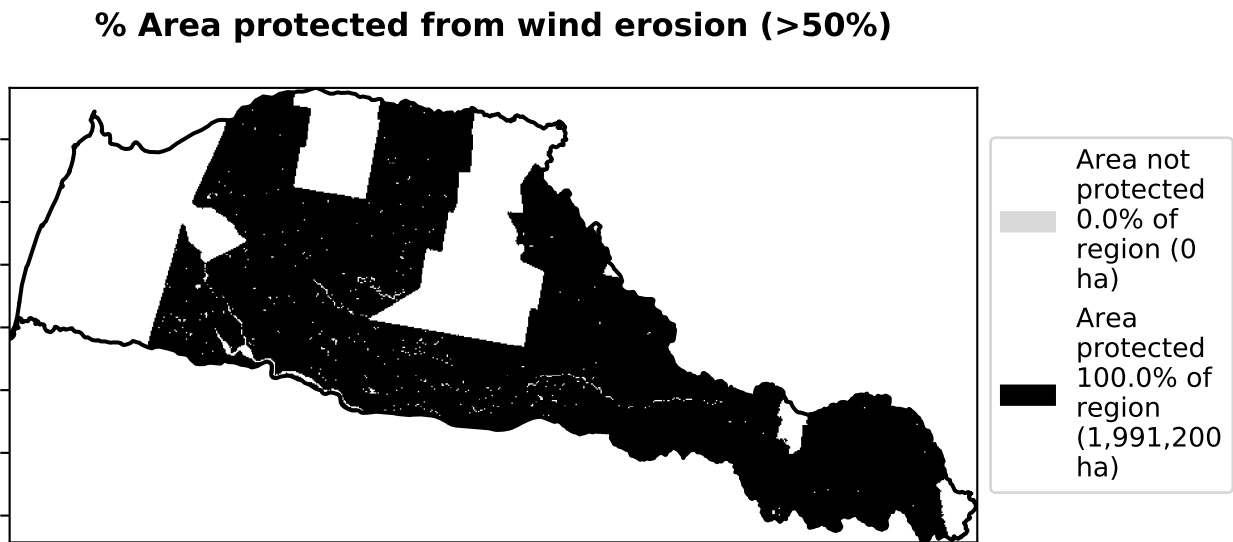 % Area protected from wind erosion (>50%)
Area not
protected
0.0% of
region (0
ha)
Area
protected
100.0% of
region
(1,991,200
ha)